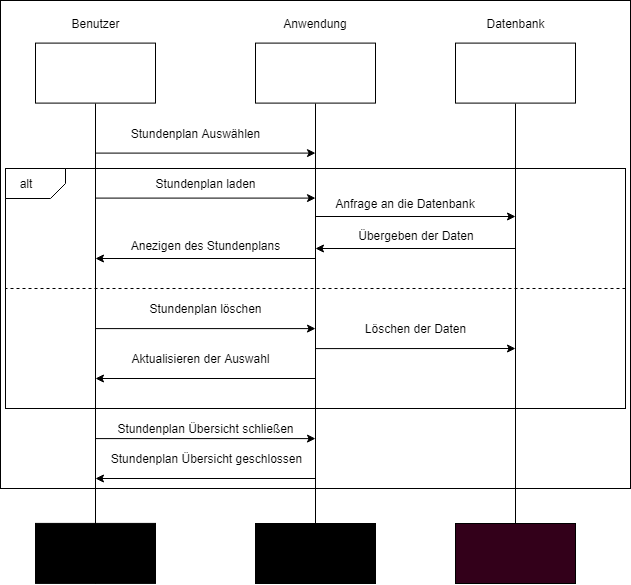 Benutzer
Anwendung
Datenbank
Stundenplan Auswählen
alt
Stundenplan laden
Anfrage an die Datenbank
Übergeben der Daten
Anezigen des Stundenplans
Stundenplan löschen
Löschen der Daten
Aktualisieren der Auswahl
Stundenplan Übersicht schließen
Stundenplan Übersicht geschlossen